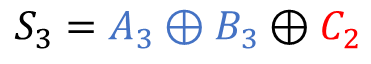 S₃ = A₃ ⊕ B₃ ⊕ C₂